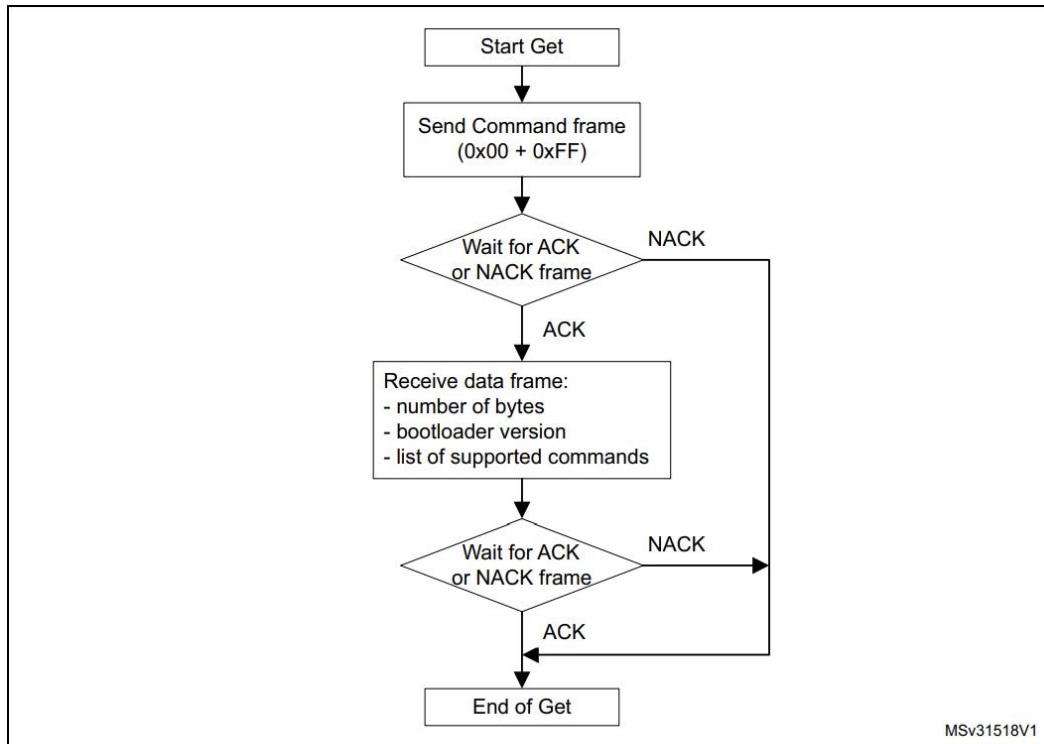 Start Get
Send Command frame
(0x00 + 0xFF)
Wait for ACK
or NACK frame
NACK
ACK
Receive data frame:
- number of bytes
- bootloader version
- list of supported commands
Wait for ACK
or NACK frame
NACK
ACK
End of Get
MSv31518V1